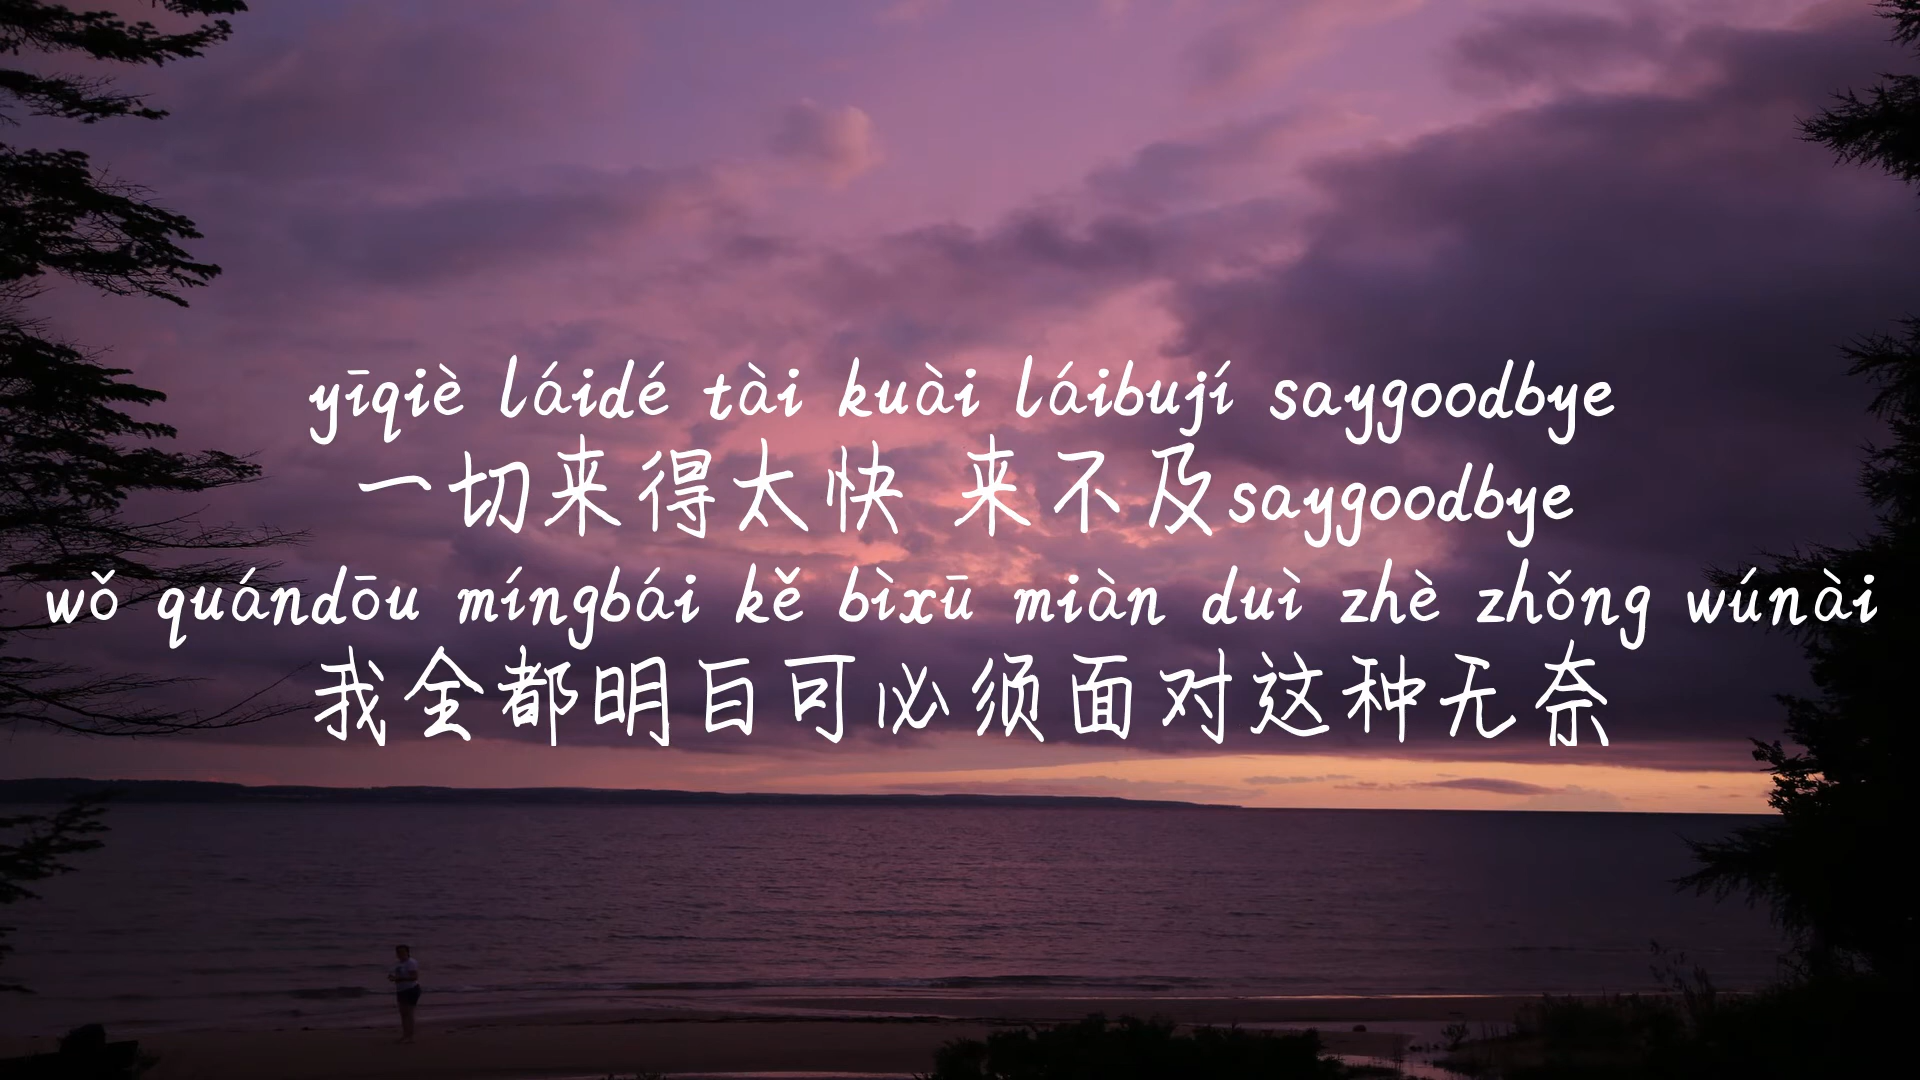 yīqiè láidé tài kuài láibují saygoodbye
一切来得太快 来不及saygoodbye
wǒ quándōu míngbái kě bìxū miàn duì zhè zhǒng wúnài
我全都明白可必须面对这种无奈